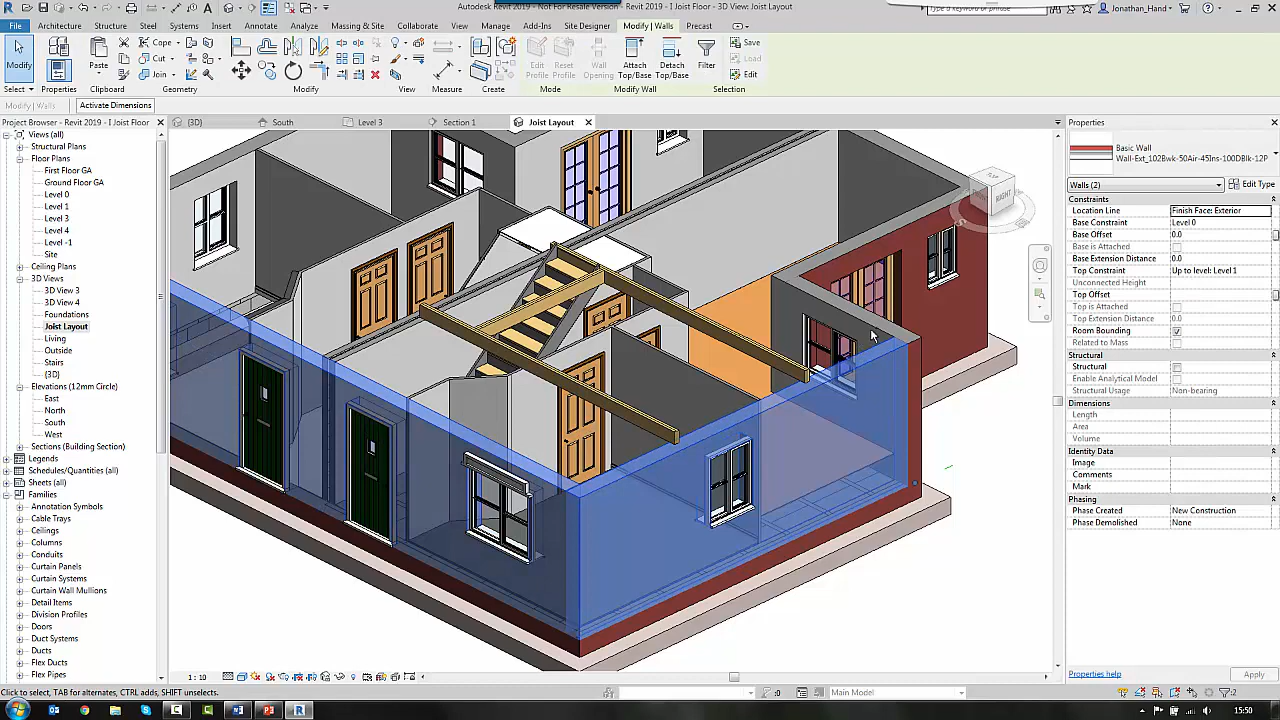 Autodesk Revit 2019 - Not For Resale Version - I Joist Floor - 3D View: Joist Layout
Type a keyword or phrase
Jonathan_Hand
File Architecture Structure Steel Systems Insert Annotate Analyze Massing & Site Collaborate View Manage Add-Ins Site Designer Modify | Walls Precast
Cope
Cut
Join
Modify
Paste
Edit Profile
Reset Profile
Wall Opening
Attach Top/Base
Detach Top/Base
Filter
Save
Load
Edit
Select Properties Clipboard Geometry Modify View Measure Create Mode Modify Wall Selection
Modify | Walls Activate Dimensions
Project Browser - Revit 2019 - I Joist Floor
{3D} South Level 3 Section 1 Joist Layout
Views (all)
Structural Plans
Floor Plans
First Floor GA
Ground Floor GA
Level 0
Level 1
Level 3
Level 4
Level -1
Site
Ceiling Plans
3D Views
3D View 3
3D View 4
Foundations
Joist Layout
Living
Outside
Stairs
{3D}
Elevations (12mm Circle)
East
North
South
West
Sections (Building Section)
Legends
Schedules/Quantities (all)
Sheets (all)
Families
Annotation Symbols
Cable Trays
Ceilings
Columns
Conduits
Curtain Panels
Curtain Systems
Curtain Wall Mullions
Detail Items
Division Profiles
Doors
Duct Systems
Ducts
Flex Ducts
Flex Pipes
TOP
RIGHT
Properties
Basic Wall
Wall-Ext_102Bwk-50Air-45Ins-100DBlk-12P
Walls (2) Edit Type
Constraints
Location Line Finish Face: Exterior
Base Constraint Level 0
Base Offset 0.0
Base is Attached
Base Extension Distance 0.0
Top Constraint Up to level: Level 1
Unconnected Height
Top Offset
Top is Attached
Top Extension Distance 0.0
Room Bounding
Related to Mass
Structural
Structural
Enable Analytical Model
Structural Usage Non-bearing
Dimensions
Length
Area
Volume
Identity Data
Image
Comments
Mark
Phasing
Phase Created New Construction
Phase Demolished None
Properties help Apply
1 : 10
Click to select, TAB for alternates, CTRL adds, SHIFT unselects.
:0
Main Model
:2
15:50